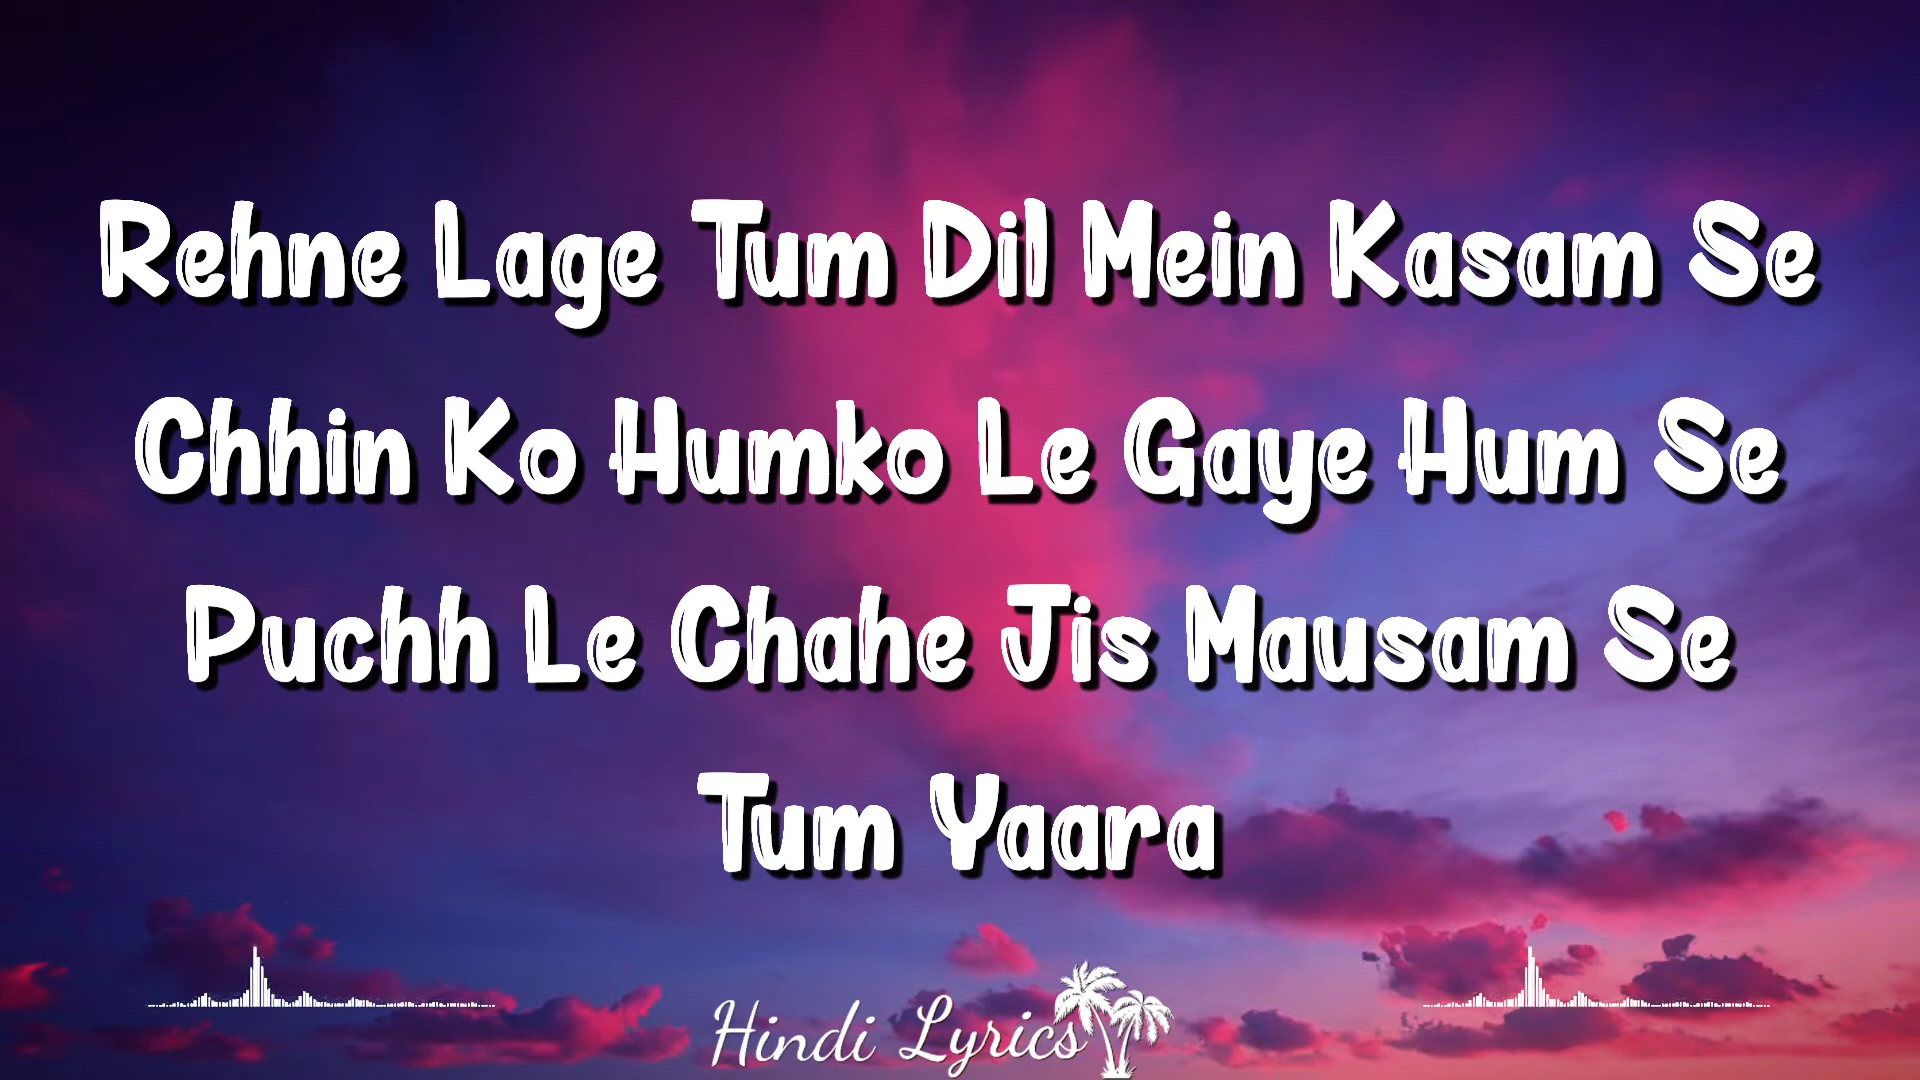 Rehne Lage Tum Dil Mein Kasam Se
Chhin Ko Humko Le Gaye Hum Se
Puchh Le Chahe Jis Mausam Se
Tum Yaara
Hindi Lyrics